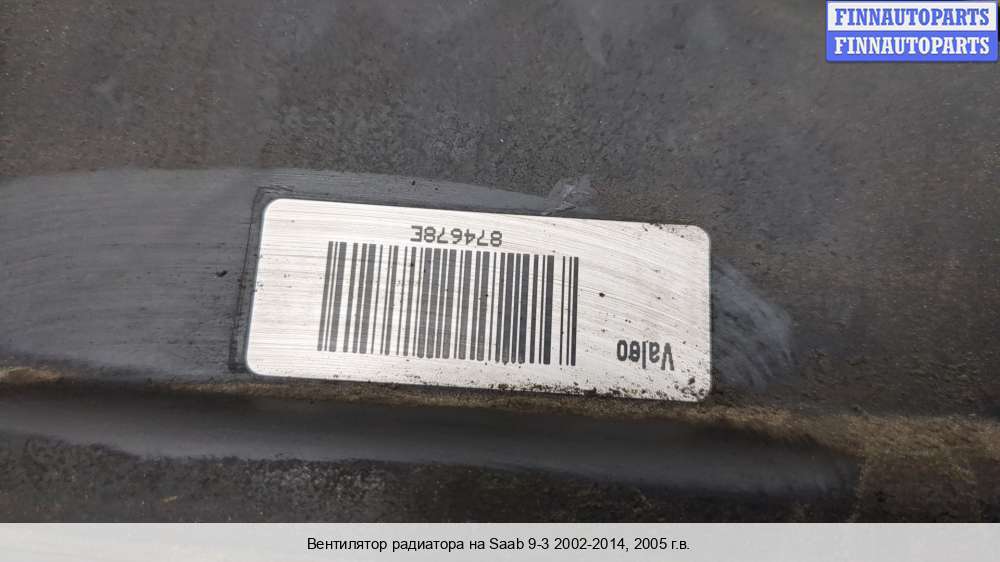 FINNAUTOPARTS
FINNAUTOPARTS
Valeo
874678E
Вентилятор радиатора на Saab 9-3 2002-2014, 2005 г.в.